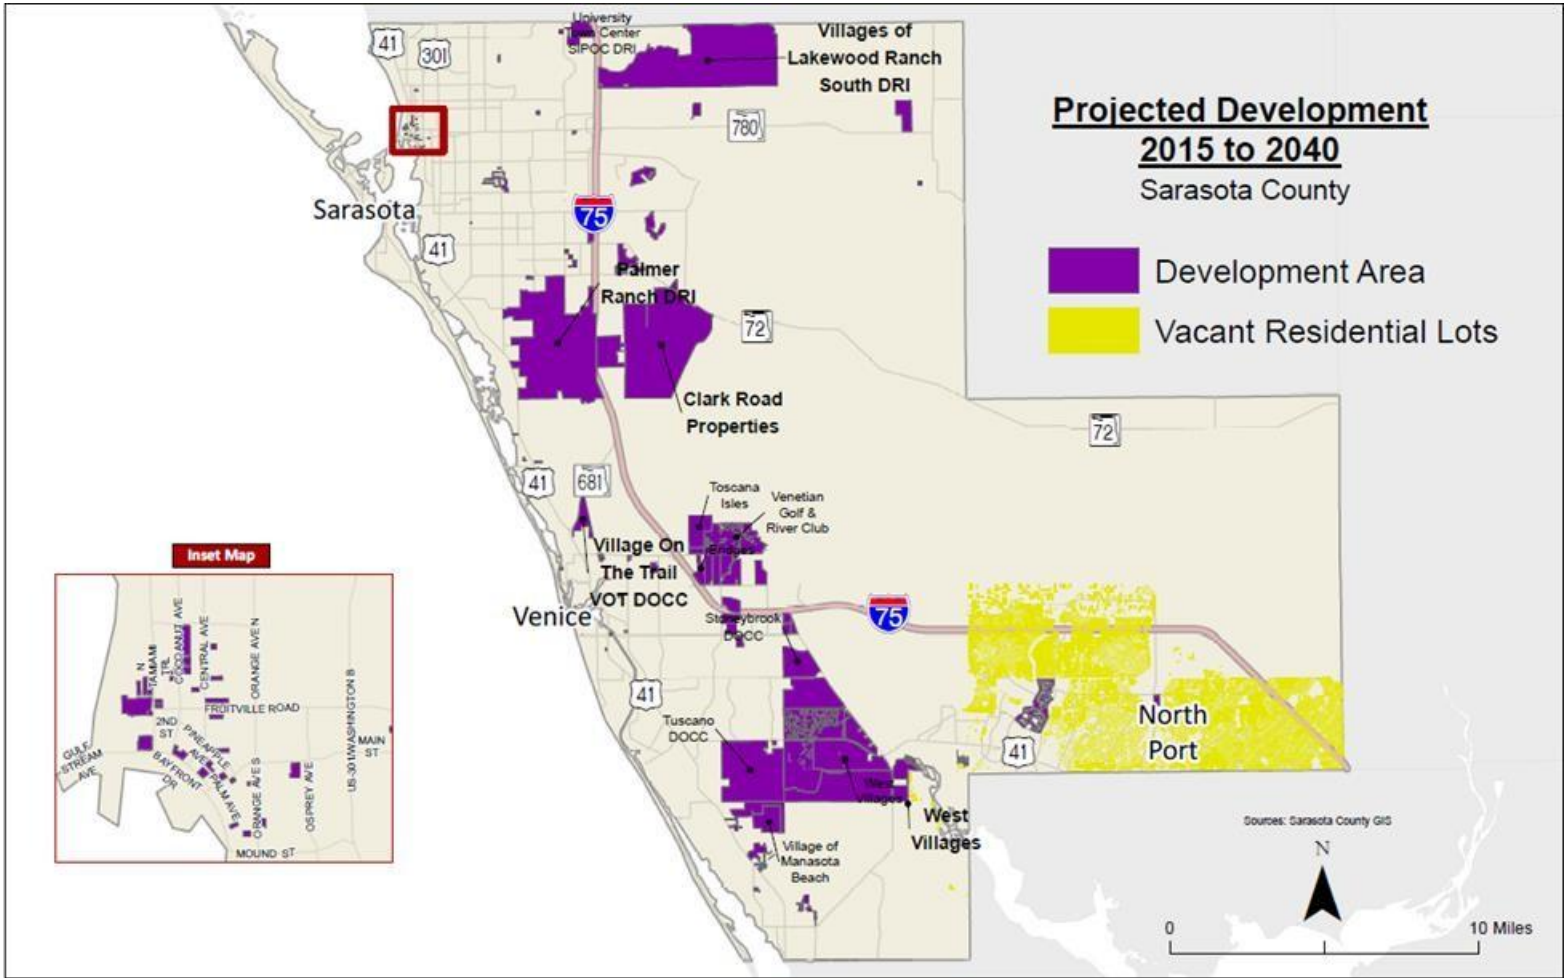 University
Town Center
SIPOC DRI
Villages of
Lakewood Ranch
South DRI
41
301
780
Projected Development
2015 to 2040
Sarasota County
Development Area
Vacant Residential Lots
Sarasota
75
41
Palmer
Ranch DRI
72
Clark Road
Properties
72
41
681
Toscana
Isles
Venetian
Golf &
River Club
Bridges
Village On
The Trail
VOT DOCC
Venice
Stoneybrook
DOCC
75
41
Tuscano
DOCC
West
Villages
West
Villages
Village of
Manasota
Beach
North
Port
41
Sources: Sarasota County GIS
N
0
10 Miles
Inset Map
N
TAMIAMI
TRL
COCOANUT AVE
CENTRAL AVE
ORANGE AVE N
FRUITVILLE ROAD
2ND
ST
PINEAPPLE
AVE
GULF
STREAM
AVE
BAYFRONT
DR
PALM AVE
ORANGE AVE S
OSPREY AVE
US-301/WASHINGTON B
MAIN
ST
MOUND ST